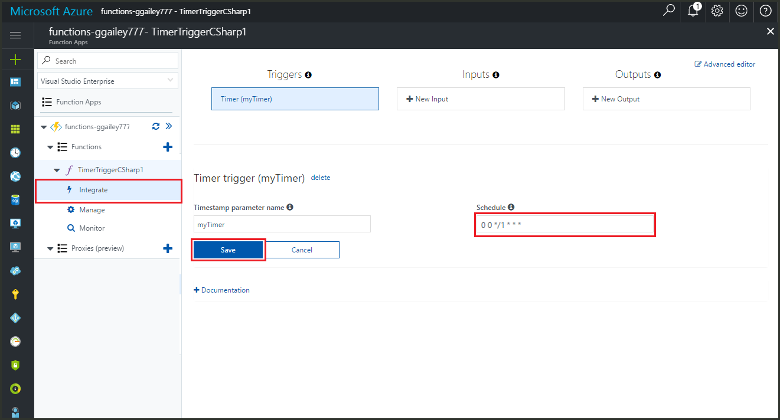 Microsoft Azure functions-ggailey777 - TimerTriggerCSharp1
1
functions-ggailey777 - TimerTriggerCSharp1
Function Apps
Search
Visual Studio Enterprise
Function Apps
functions-ggailey777
Functions
TimerTriggerCSharp1
Integrate
Manage
Monitor
Proxies (preview)
Advanced editor
Triggers
Inputs
Outputs
Timer (myTimer)
+ New Input
+ New Output
Timer trigger (myTimer) delete
Timestamp parameter name
Schedule
myTimer
0 0 */1 * * *
Save
Cancel
+ Documentation